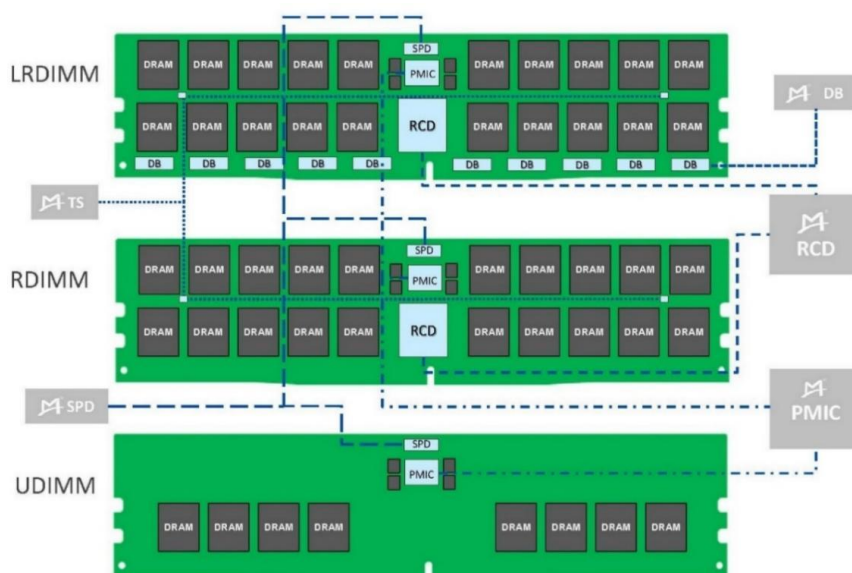 SPD
DRAM DRAM DRAM DRAM DRAM PMIC DRAM DRAM DRAM DRAM DRAM
LRDIMM
DB
DRAM DRAM DRAM DRAM DRAM RCD DRAM DRAM DRAM DRAM DRAM
DB DB DB DB DB DB DB DB DB DB
TS
RCD
SPD
DRAM DRAM DRAM DRAM DRAM PMIC DRAM DRAM DRAM DRAM DRAM
RDIMM
DRAM DRAM DRAM DRAM DRAM RCD DRAM DRAM DRAM DRAM DRAM
SPD
PMIC
SPD
PMIC
UDIMM
DRAM DRAM DRAM DRAM DRAM DRAM DRAM DRAM